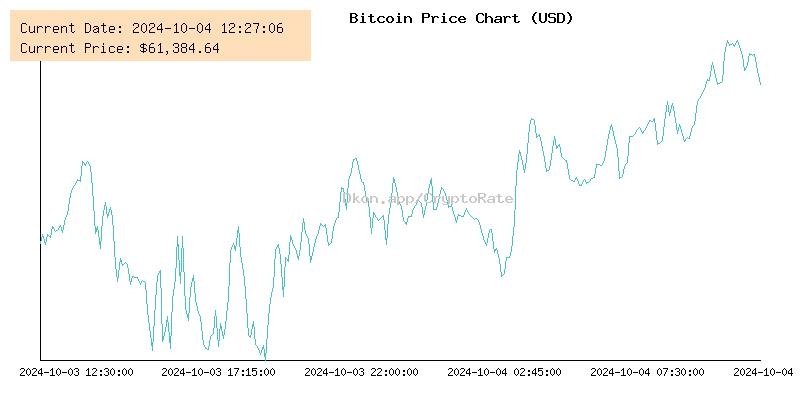 Bitcoin Price Chart (USD)
Current Date: 2024-10-04 12:27:06
Current Price: $61,384.64
0kon.app/CryptoRate
2024-10-03 12:30:00 2024-10-03 17:15:00 2024-10-03 22:00:00 2024-10-04 02:45:00 2024-10-04 07:30:00 2024-10-04